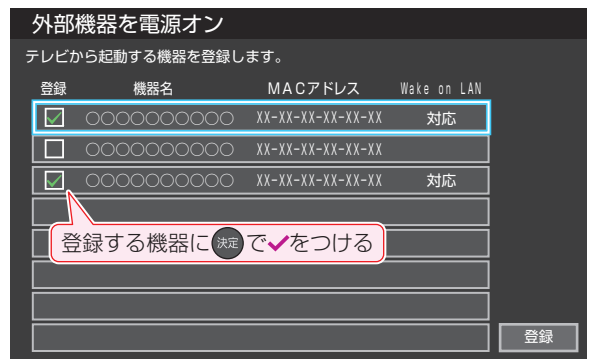 外部機器を電源オン
テレビから起動する機器を登録します。
登録 機器名 MACアドレス Wake on LAN
○○○○○○○○○○ XX-XX-XX-XX-XX-XX 対応
○○○○○○○○○○ XX-XX-XX-XX-XX-XX
○○○○○○○○○○ XX-XX-XX-XX-XX-XX 対応
登録する機器に決定で✓をつける
登録